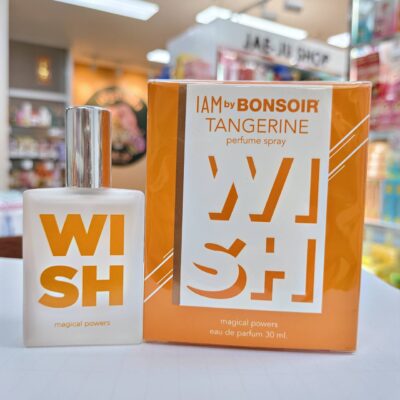 JAE-JU SHOP
IAM by BONSOIR
TANGERINE
perfume spray
WI
SH
magical powers
eau de parfum 30 ml.
WI
SH
magical powers